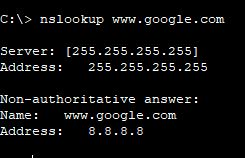 C:\> nslookup www.google.com
Server: [255.255.255.255]
Address: 255.255.255.255
Non-authoritative answer:
Name: www.google.com
Address: 8.8.8.8